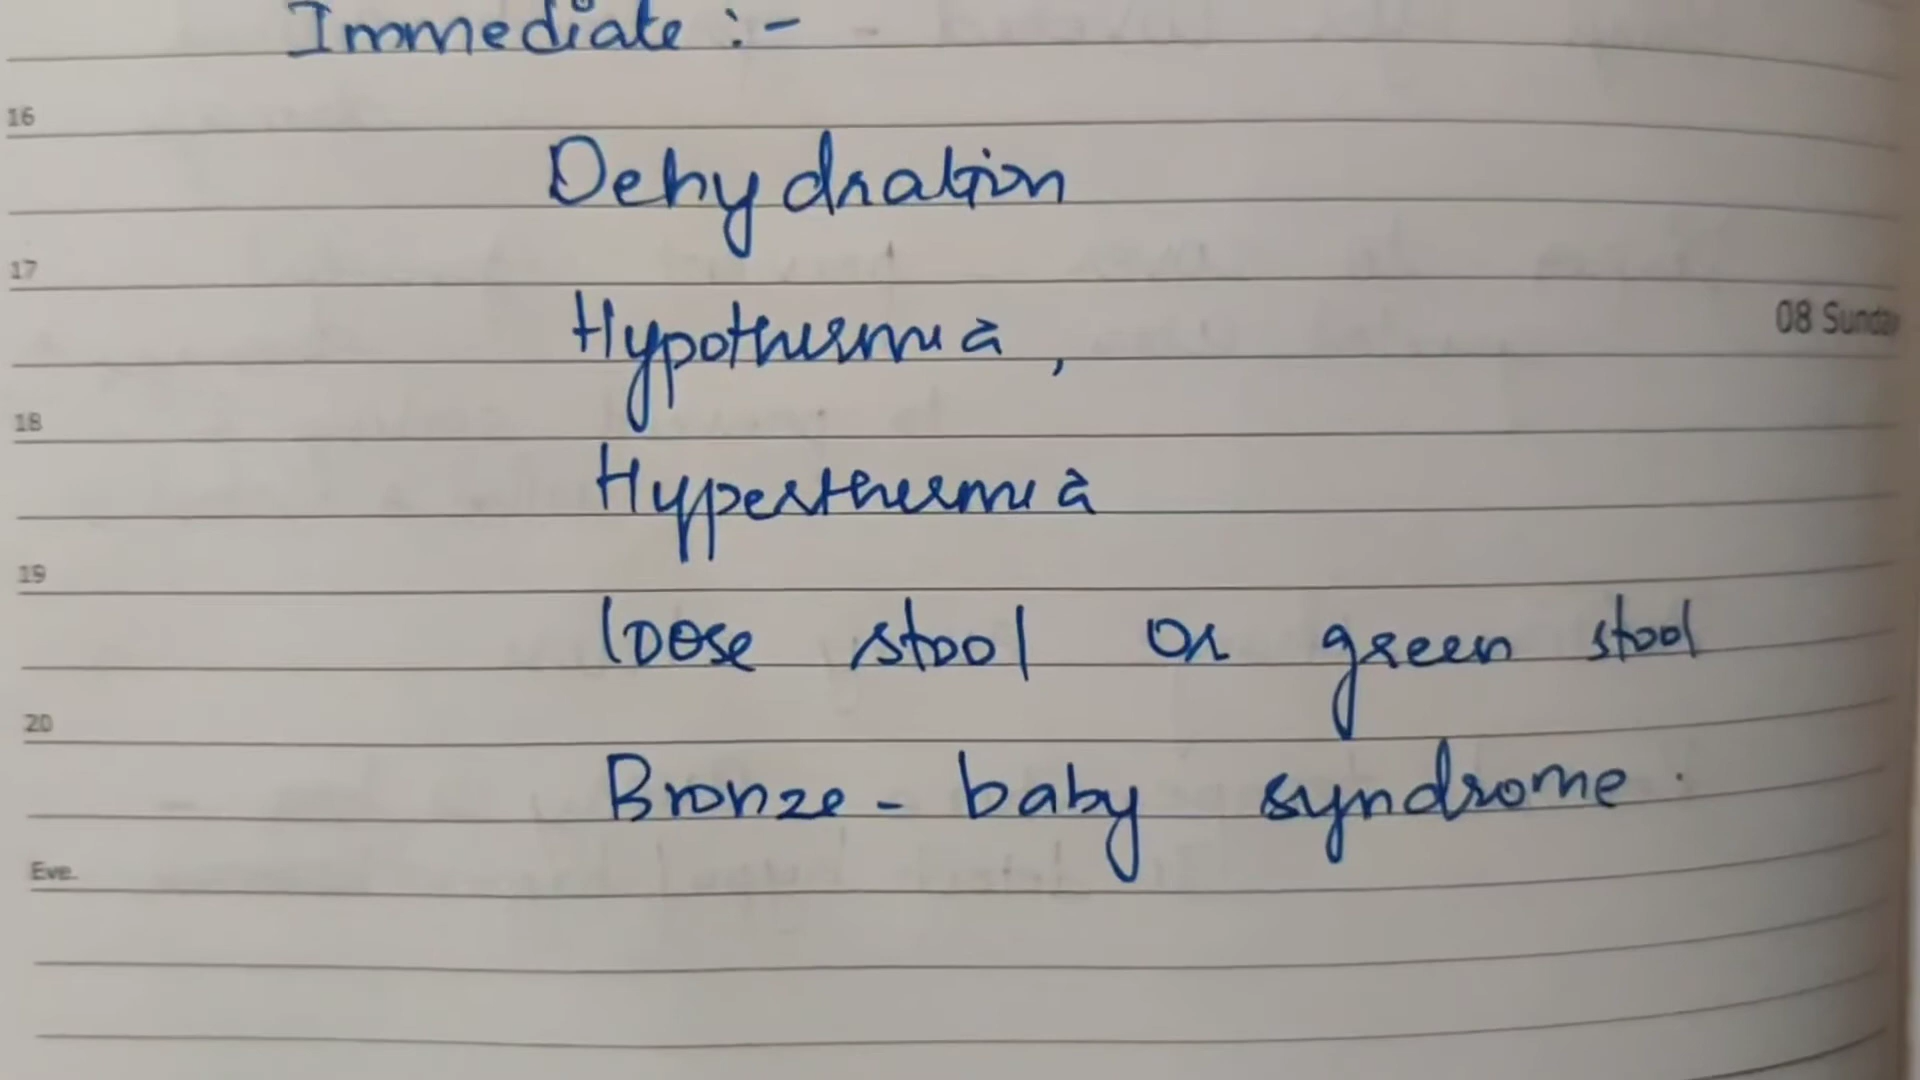 Immediate :-
16
Dehydration
17
08 Sunday
Hypothermia,
18
Hyperthermia
19
loose stool or green stool
20
Bronze - baby syndrome.
Eve.